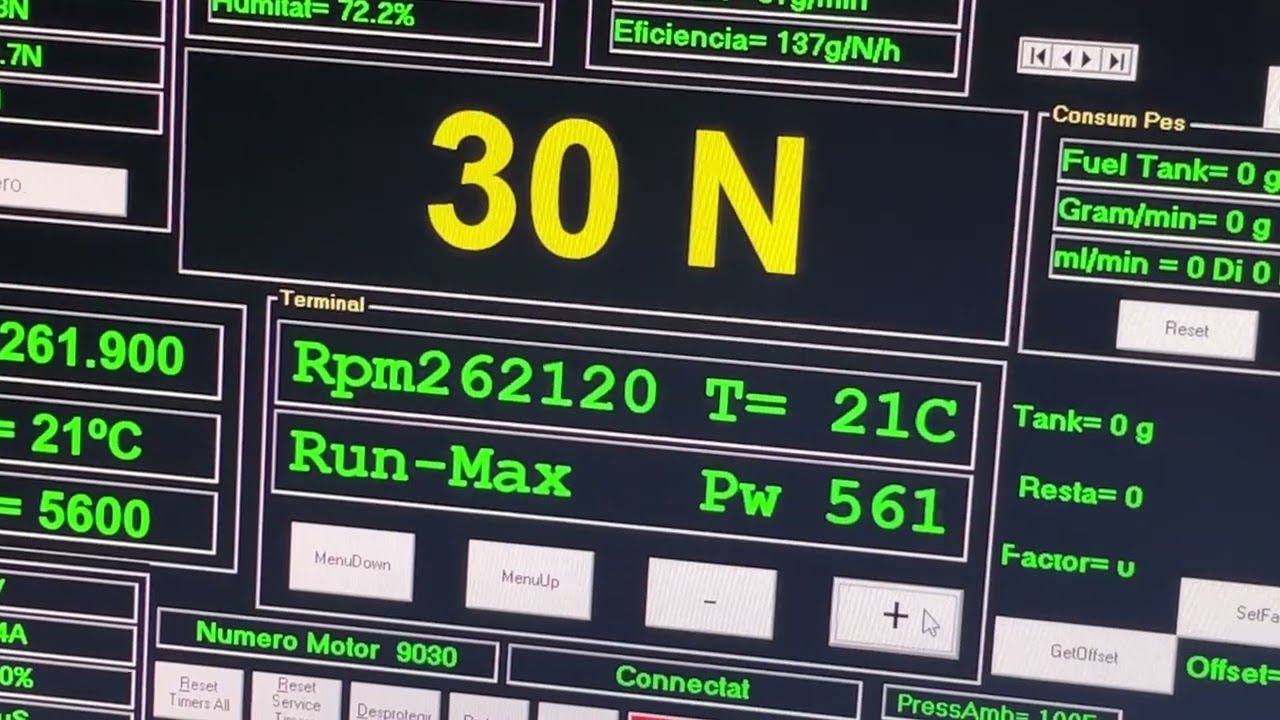 Humitat= 72.2%
Eficiencia= 137g/N/h
.7N
30 N
Consum Pes
Fuel Tank= 0 g
Gram/min= 0 g
ml/min = 0 Di 0
Reset
Terminal
261.900
Rpm262120 T= 21C
= 21ºC
Run-Max Pw 561
= 5600
Tank= 0 g
Resta= 0
Factor= u
MenuDown
MenuUp
-
+
GetOffset
Offset=
Numero Motor 9030
Connectat
4A
0%
Reset Timers All
Reset Service